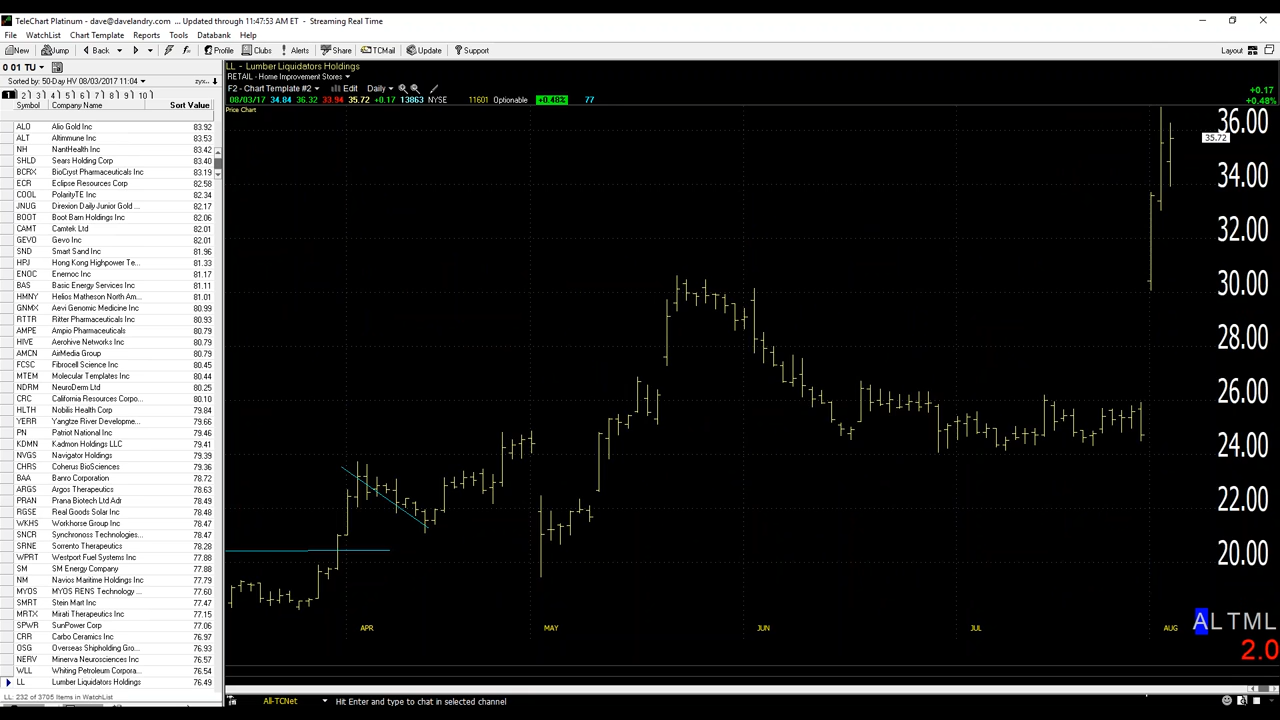 TeleChart Platinum - dave@davelandry.com ... Updated through 11:47:53 AM ET - Streaming Real Time
File WatchList Chart Template Reports Tools Databank Help
New Jump Back Profile Clubs Alerts Share TCMail Update Support Layout
0 01 TU
Sorted by: 50-Day HV 08/03/2017 11:04
1 2 3 4 5 6 7 8 9 10
Symbol Company Name Sort Value
ALO Alio Gold Inc 83.92
ALT Altimmune Inc 83.53
NH NantHealth Inc 83.42
SHLD Sears Holding Corp 83.40
BCRX BioCryst Pharmaceuticals Inc 83.19
ECR Eclipse Resources Corp 82.58
COOL PolarityTE Inc 82.34
JNUG Direxion Daily Junior Gold ... 82.17
BOOT Boot Barn Holdings Inc 82.06
CAMT Camtek Ltd 82.01
GEVO Gevo Inc 82.01
SND Smart Sand Inc 81.96
HPJ Hong Kong Highpower Te... 81.33
ENOC Enernoc Inc 81.17
BAS Basic Energy Services Inc 81.11
HMNY Helios Matheson North Am... 81.01
GNMX Aevi Genomic Medicine Inc 80.99
RTTR Ritter Pharmaceuticals Inc 80.93
AMPE Ampio Pharmaceuticals 80.79
HIVE Aerohive Networks Inc 80.79
AMCN AirMedia Group 80.79
FCSC Fibrocell Science Inc 80.45
MTEM Molecular Templates Inc 80.37
NDRM NeuroDerm Ltd 80.25
CRC California Resources Corpo... 80.10
HLTH Nobilis Health Corp 79.84
YERR Yangtze River Developme... 79.66
PN Patriot National Inc 79.46
KDMN Kadmon Holdings LLC 79.41
NVGS Navigator Holdings 79.39
CHRS Coherus BioSciences 79.36
BAA Banro Corporation 78.72
ARGS Argos Therapeutics 78.63
PRAN Prana Biotech Ltd Adr 78.49
RGSE Real Goods Solar Inc 78.47
WKHS Workhorse Group Inc 78.47
SNCR Synchronoss Technologies... 78.47
SRNE Sorrento Therapeutics 78.28
WPRT Westport Fuel Systems Inc 77.88
SM SM Energy Company 77.88
NM Navios Maritime Holdings Inc 77.79
MYOS MYOS RENS Technology ... 77.60
SMRT Stein Mart Inc 77.47
MRTX Mirati Therapeutics Inc 77.15
SPWR SunPower Corp 77.06
CRR Carbo Ceramics Inc 76.97
OSG Overseas Shipholding Gro... 76.93
NERV Minerva Neurosciences Inc 76.57
WLL Whiting Petroleum Corpora... 76.54
LL Lumber Liquidators Holdings 76.49
LL: 232 of 3705 Items in WatchList
LL - Lumber Liquidators Holdings
RETAIL - Home Improvement Stores
F2 - Chart Template #2 Edit Daily
08/03/17 34.84 36.32 33.94 35.72 +0.17 13863 NYSE 11601 Optionable +0.48% 77
+0.17
+0.48%
Price Chart
36.00
35.72
34.00
32.00
30.00
28.00
26.00
24.00
22.00
20.00
APR MAY JUN JUL AUG
ALTML
2.0
All-TCNet Hit Enter and type to chat in selected channel